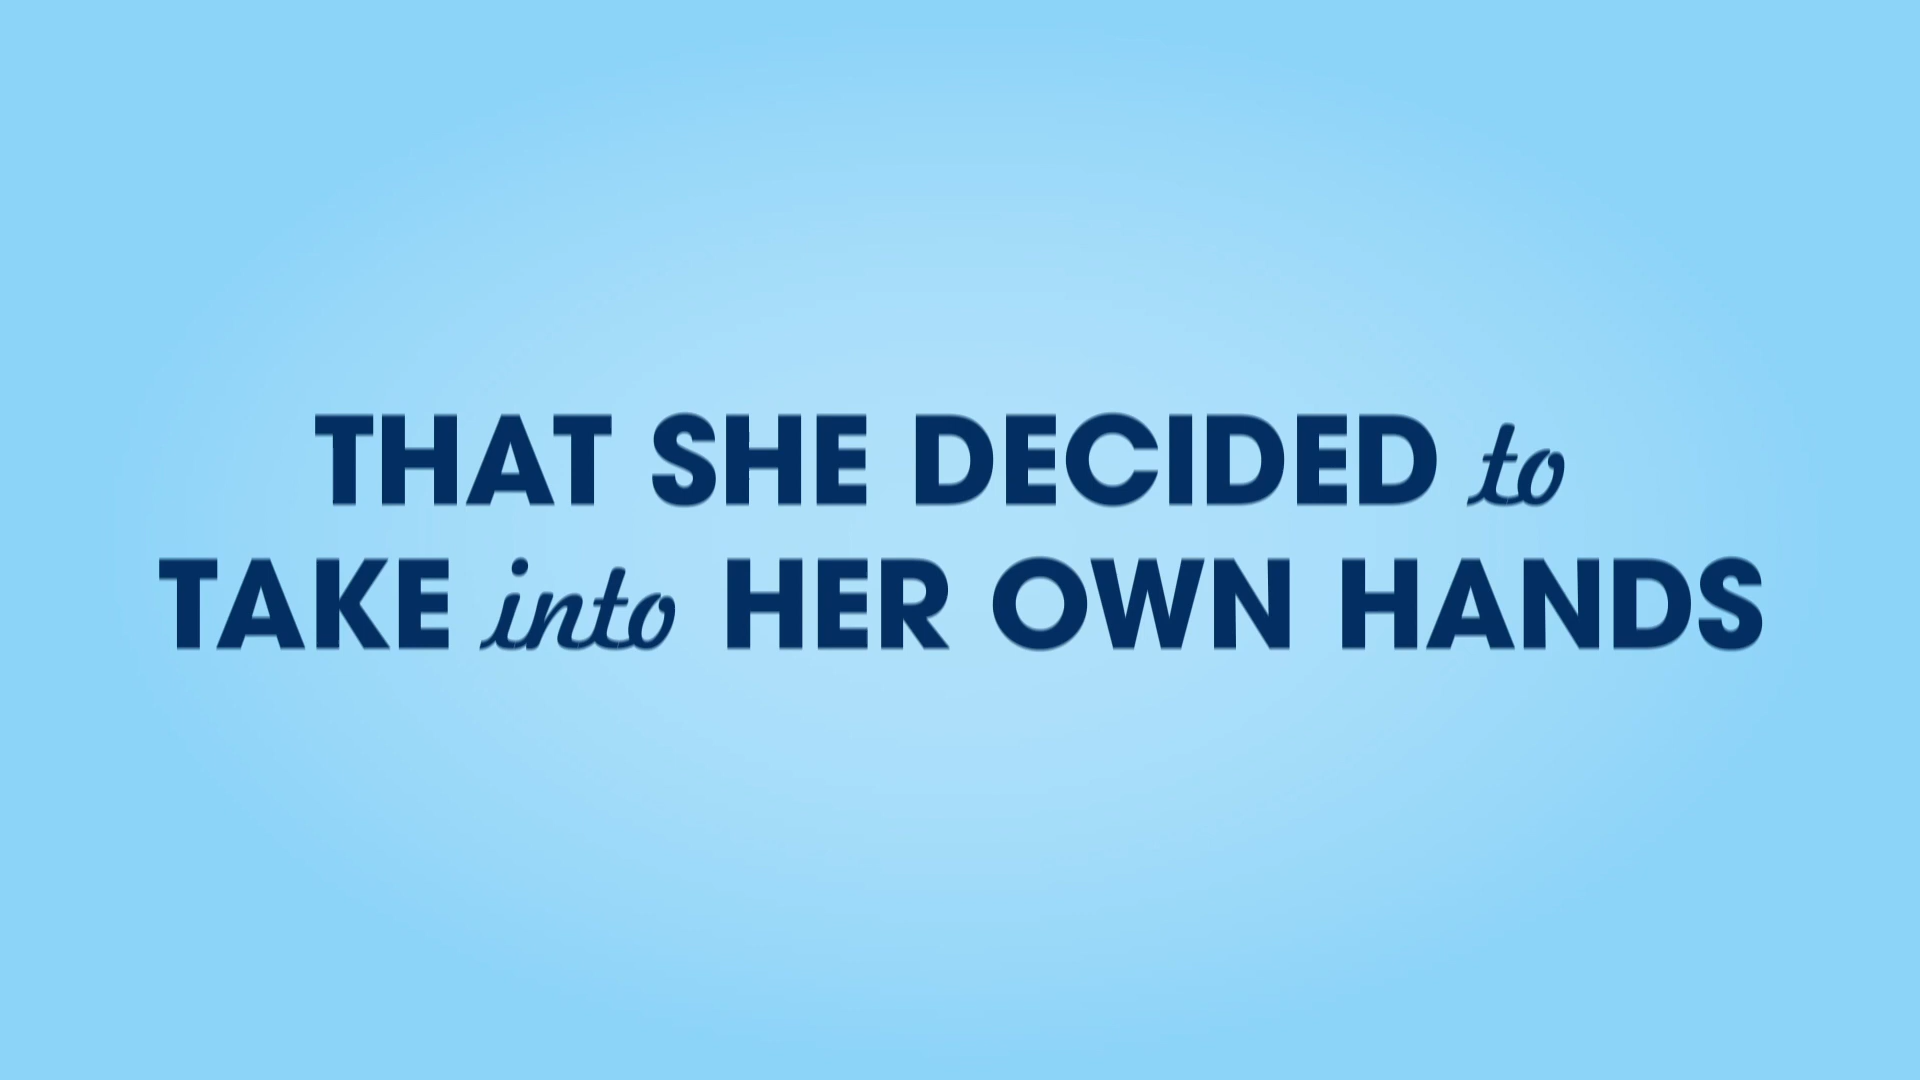 THAT SHE DECIDED to
TAKE into HER OWN HANDS